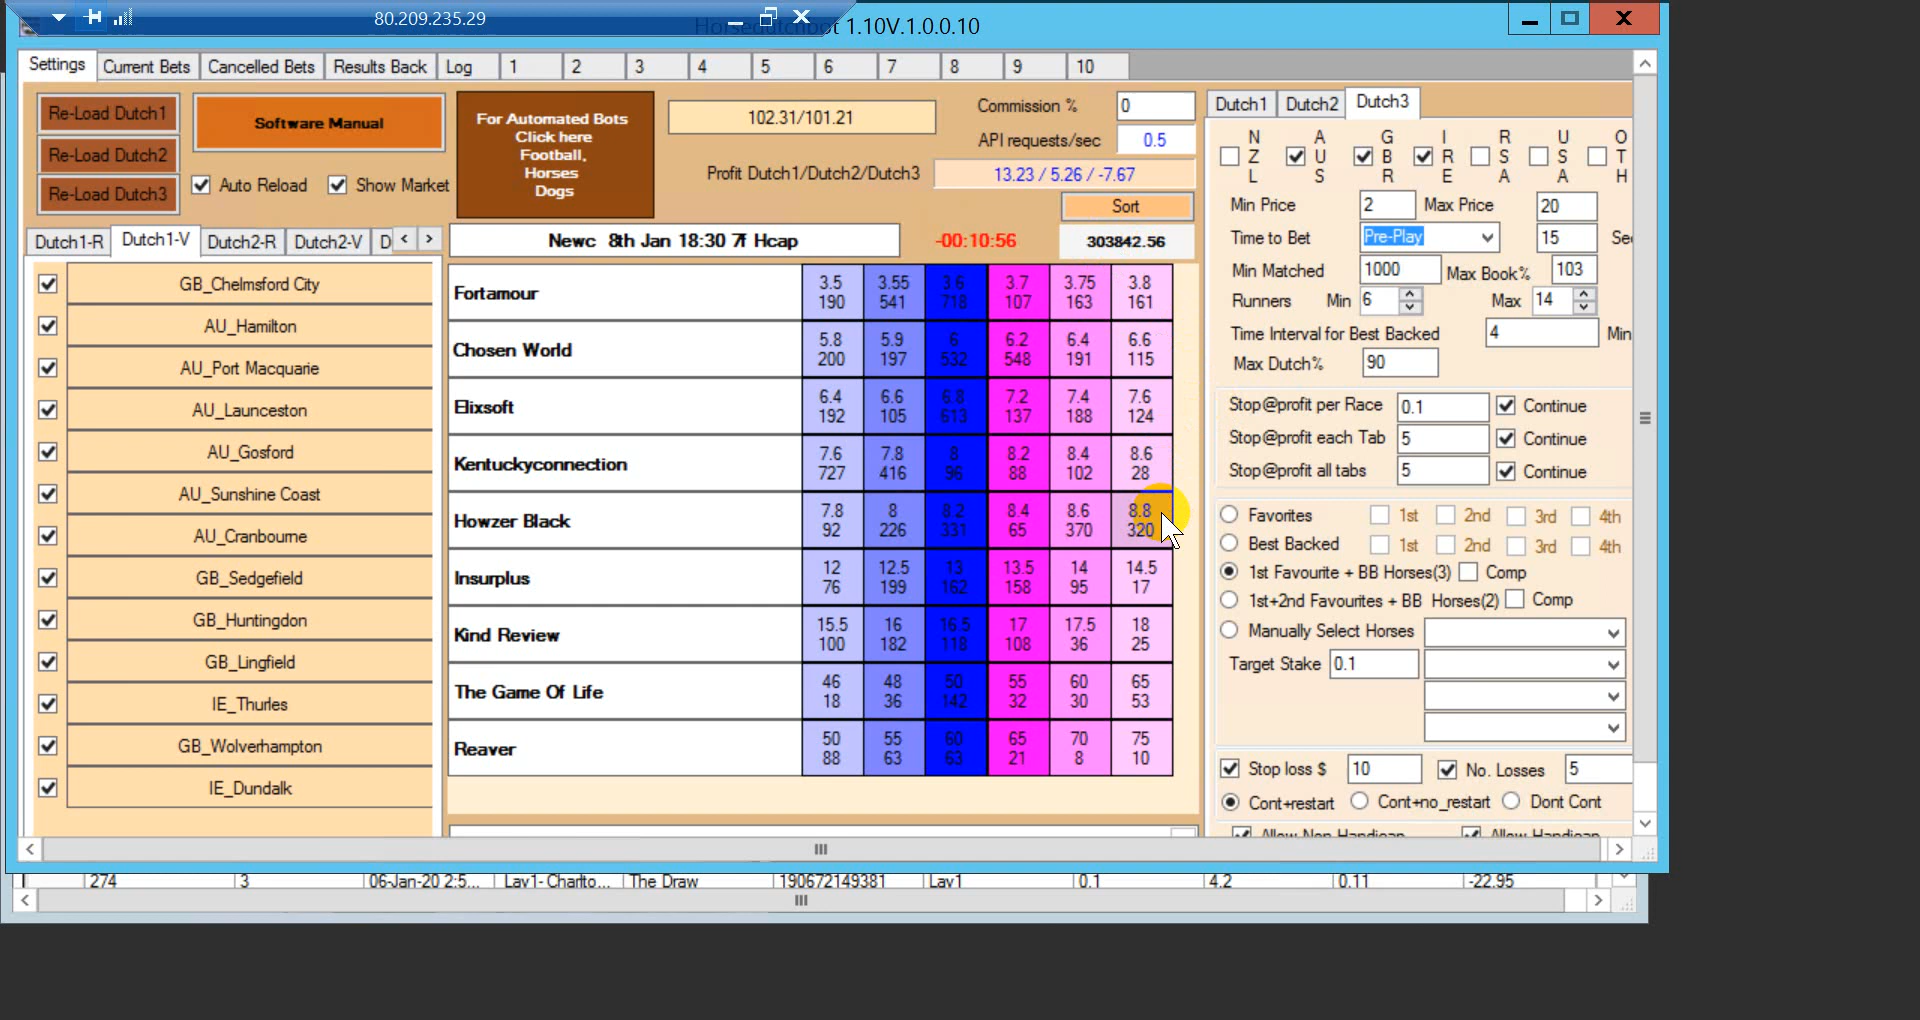 80.209.235.29
Horsedutchbot 1.10V.1.0.0.10
Settings Current Bets Cancelled Bets Results Back Log 1 2 3 4 5 6 7 8 9 10
Re-Load Dutch1
Re-Load Dutch2
Re-Load Dutch3
Software Manual
Auto Reload Show Market
For Automated Bots
Click here
Football,
Horses
Dogs
102.31/101.21
Commission % 0
API requests/sec 0.5
Profit Dutch1/Dutch2/Dutch3 13.23 / 5.26 / -7.67
Sort
Dutch1-R Dutch1-V Dutch2-R Dutch2-V D
Newc 8th Jan 18:30 7f Hcap -00:10:56 303842.56
GB_Chelmsford City
AU_Hamilton
AU_Port Macquarie
AU_Launceston
AU_Gosford
AU_Sunshine Coast
AU_Cranbourne
GB_Sedgefield
GB_Huntingdon
GB_Lingfield
IE_Thurles
GB_Wolverhampton
IE_Dundalk
Fortamour
3.5 3.55 3.6 3.7 3.75 3.8
190 541 718 107 163 161
Chosen World
5.8 5.9 6 6.2 6.4 6.6
200 197 532 548 191 115
Elixsoft
6.4 6.6 6.8 7.2 7.4 7.6
192 105 613 137 188 124
Kentuckyconnection
7.6 7.8 8 8.2 8.4 8.6
727 416 96 88 102 28
Howzer Black
7.8 8 8.2 8.4 8.6 8.8
92 226 331 65 370 320
Insurplus
12 12.5 13 13.5 14 14.5
76 199 162 158 95 17
Kind Review
15.5 16 16.5 17 17.5 18
100 182 118 108 36 25
The Game Of Life
46 48 50 55 60 65
18 36 142 32 30 53
Reaver
50 55 60 65 70 75
88 63 63 21 8 10
Dutch1 Dutch2 Dutch3
NZL AUS GBR IRE RSA USA OTH
Min Price 2 Max Price 20
Time to Bet Pre-Play 15 Sec
Min Matched 1000 Max Book% 103
Runners Min 6 Max 14
Time Interval for Best Backed 4 Min
Max Dutch% 90
Stop@profit per Race 0.1 Continue
Stop@profit each Tab 5 Continue
Stop@profit all tabs 5 Continue
Favorites 1st 2nd 3rd 4th
Best Backed 1st 2nd 3rd 4th
1st Favourite + BB Horses(3) Comp
1st+2nd Favourites + BB Horses(2) Comp
Manually Select Horses
Target Stake 0.1
Stop loss $ 10 No. Losses 5
Cont+restart Cont+no_restart Dont Cont
Allow Non Handicap Allow Handicap
274 3 06-Jan-20 2:5... Lay1- Charlto... The Draw 190672149381 Lay1 0.1 4.2 0.11 -22.95